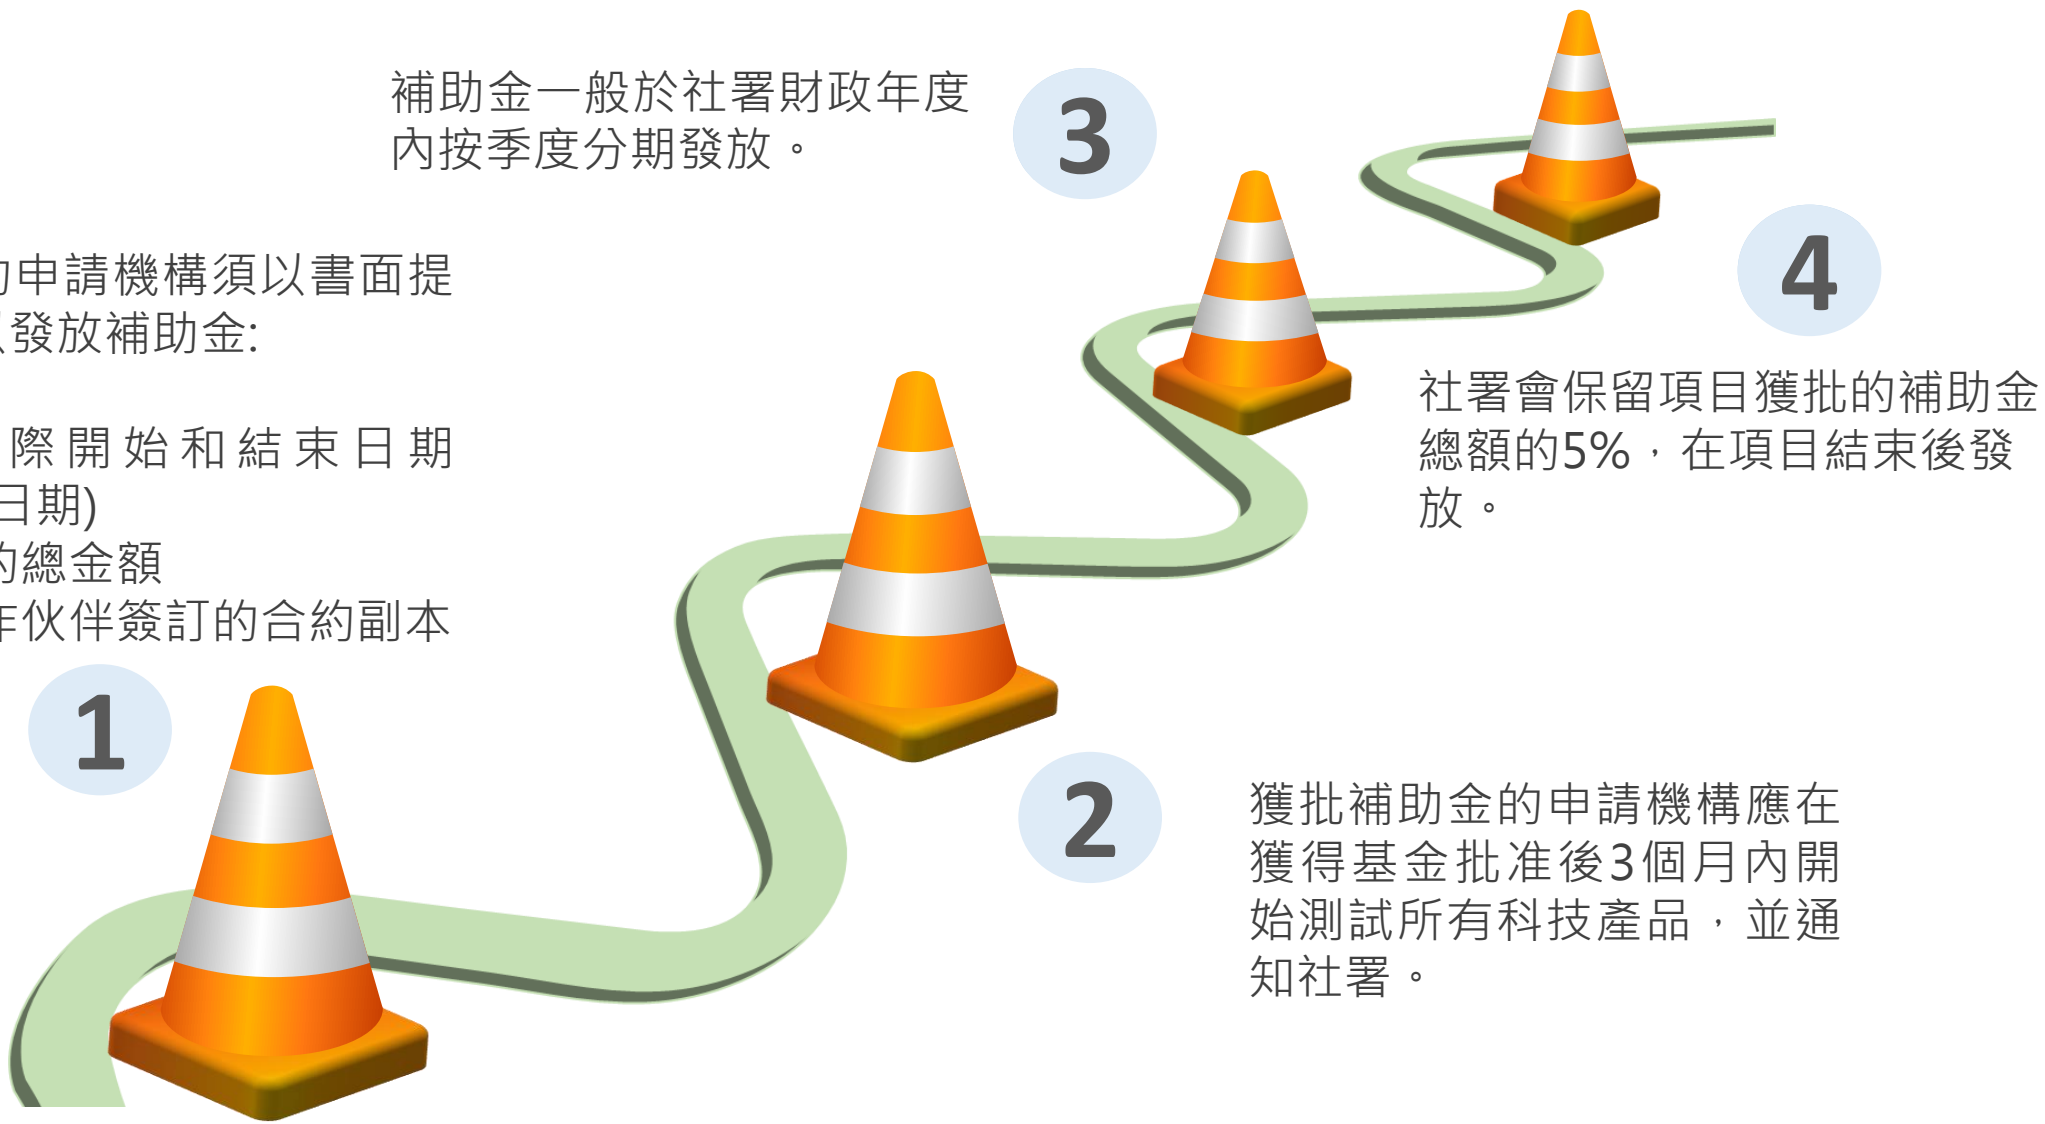 補助金一般於社署財政年度
內按季度分期發放。
3
申請機構須以書面提
發放補助金:
際開始和結束日期
日期)
的總金額
伙伴簽訂的合約副本
1
4
社署會保留項目獲批的補助金
總額的5%，在項目結束後發
放。
2
獲批補助金的申請機構應在
獲得基金批准後3個月內開
始測試所有科技產品，並通
知社署。